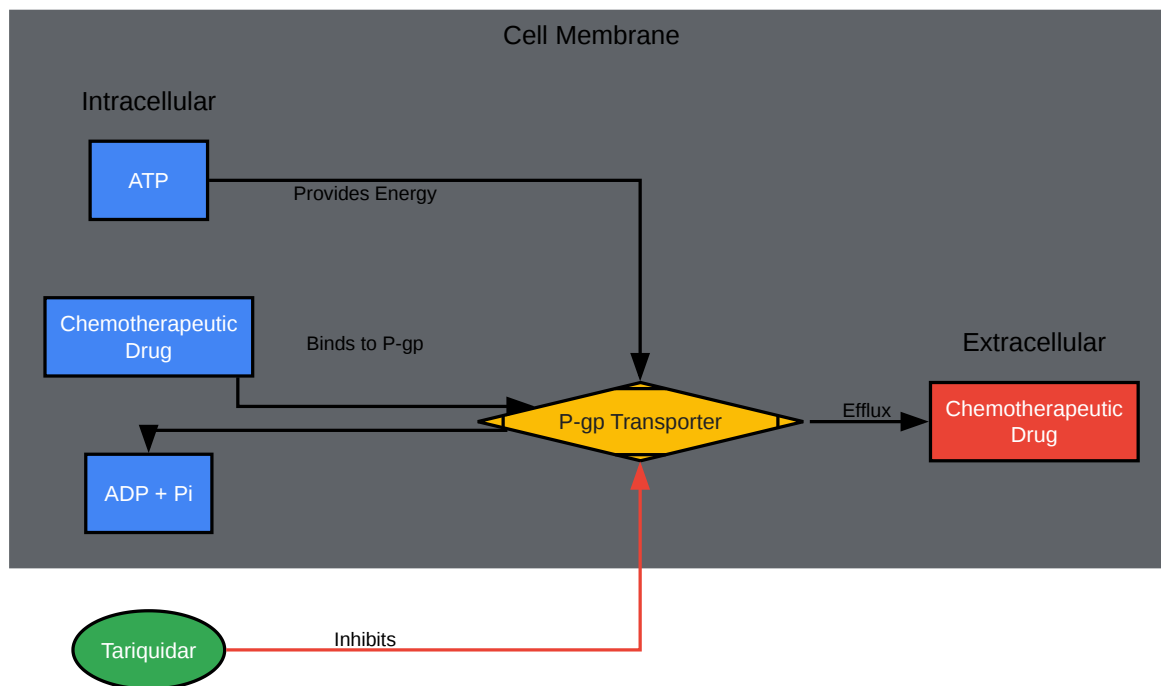 Cell Membrane
Intracellular
ATP
Provides Energy
Chemotherapeutic
Drug
Binds to P-gp
Extracellular
P-gp Transporter
Efflux
Chemotherapeutic
Drug
ADP + Pi
Inhibits
Tariquidar